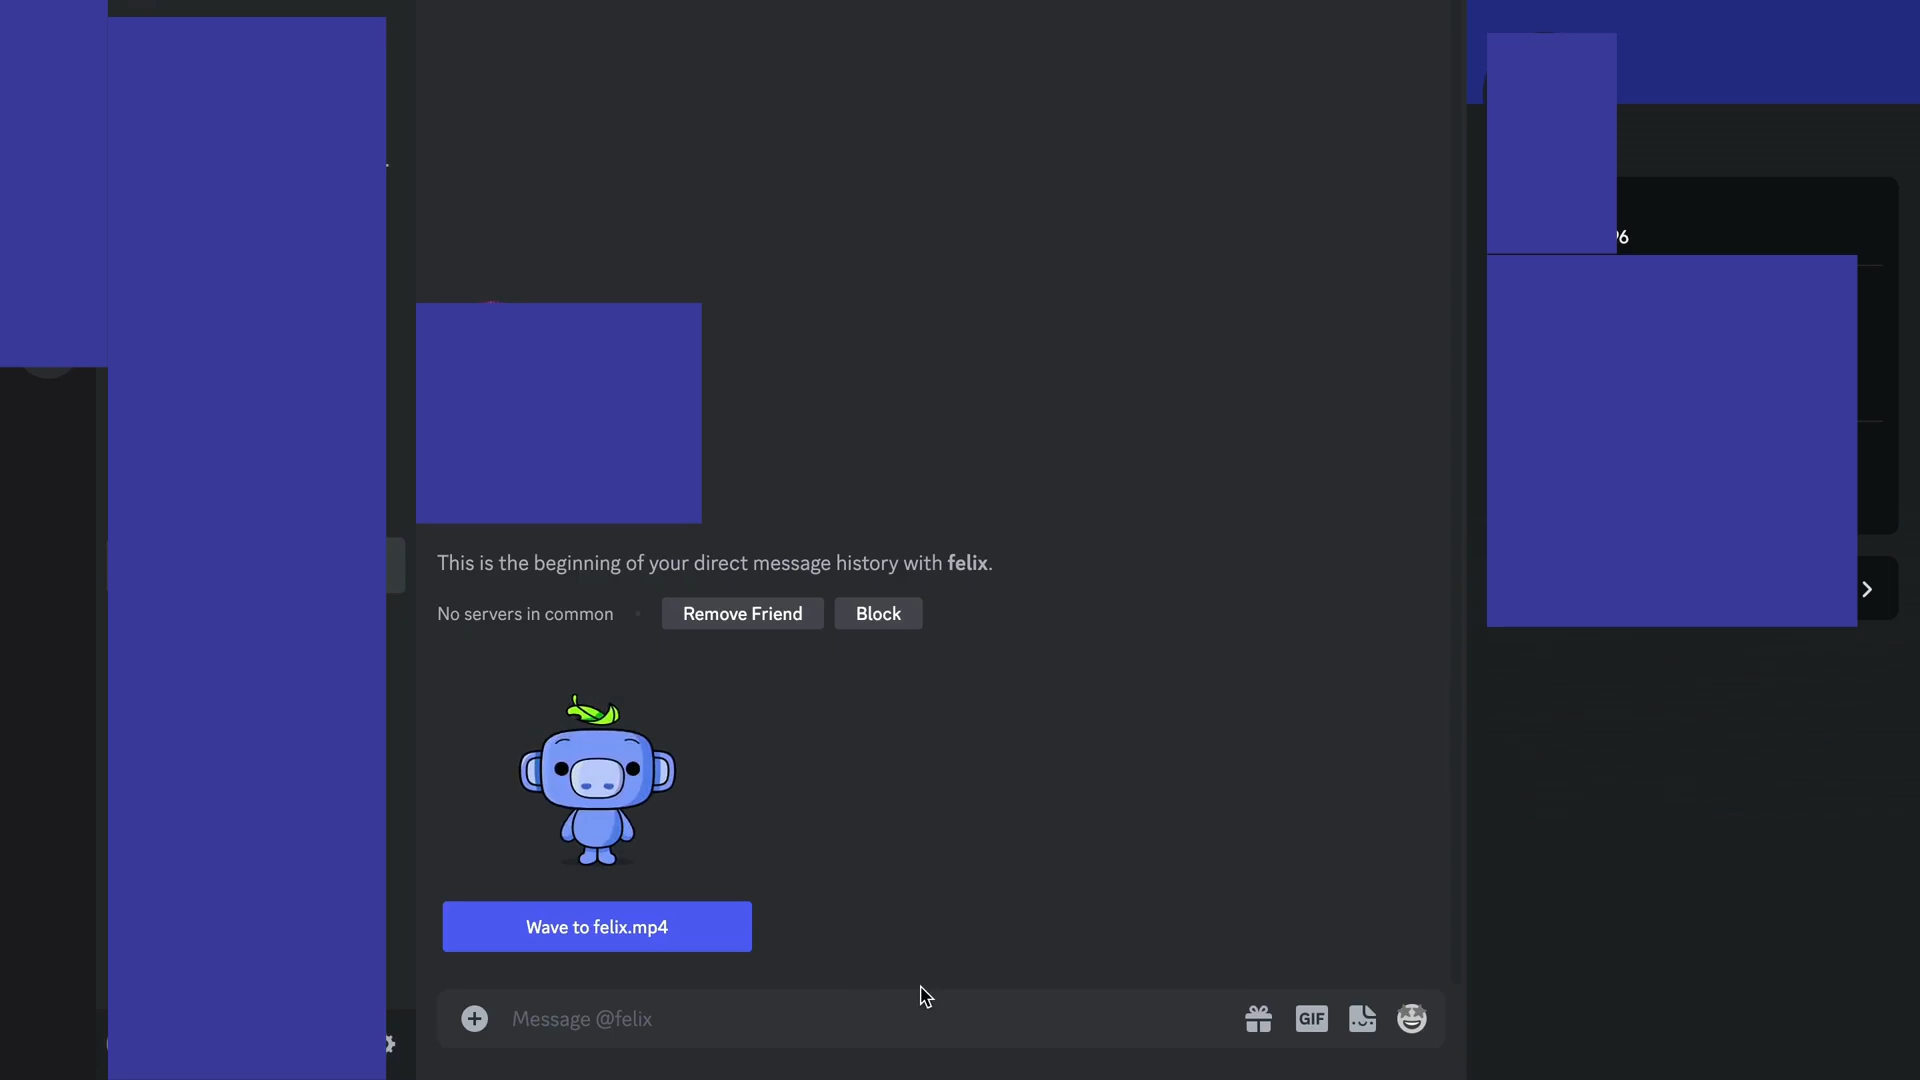 This is the beginning of your direct message history with felix.
No servers in common
Remove Friend
Block
Wave to felix.mp4
Message @felix
GIF
6